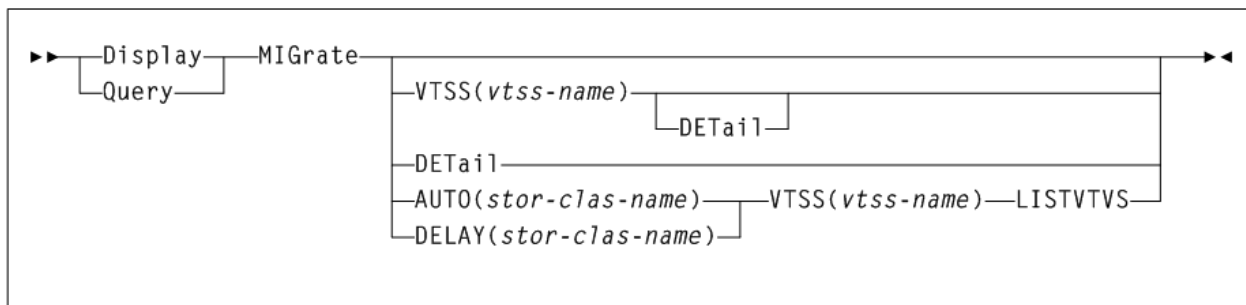 Display MIGrate
Query
VTSS(vtss-name)
DETail
DETail
AUTO(stor-clas-name) VTSS(vtss-name) LISTVTVS
DELAY(stor-clas-name)